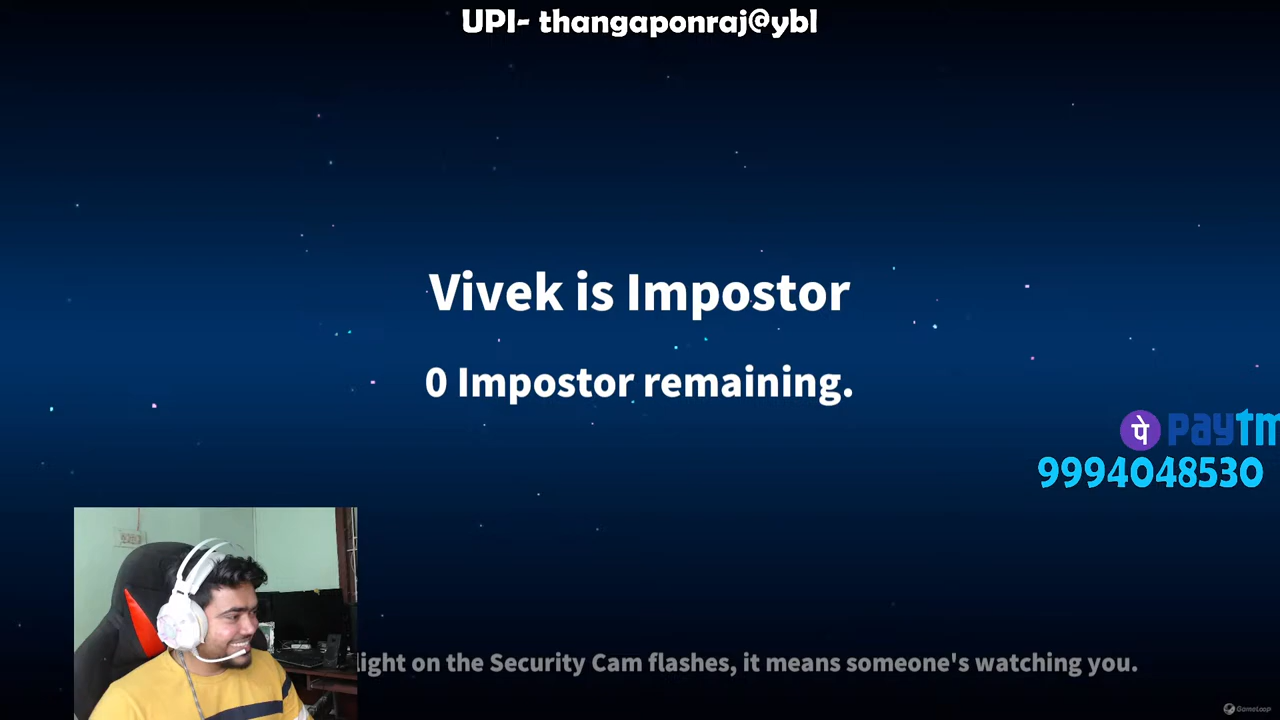 UPI- thangaponraj@ybl
Vivek is Impostor
0 Impostor remaining.
पे paytm
9994048530
light on the Security Cam flashes, it means someone's watching you.
GameLoop